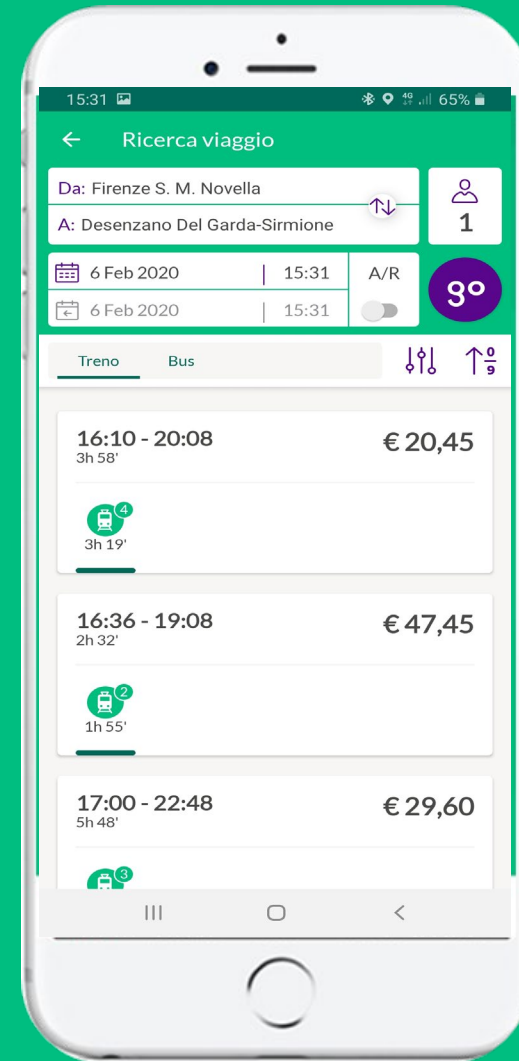 15:31 4G 65%
Ricerca viaggio
Da: Firenze S. M. Novella
A: Desenzano Del Garda-Sirmione
1
6 Feb 2020 | 15:31
A/R
6 Feb 2020 | 15:31
go
Treno Bus
0
9
16:10 - 20:08 € 20,45
3h 58'
4
3h 19'
16:36 - 19:08 € 47,45
2h 32'
2
1h 55'
17:00 - 22:48 € 29,60
5h 48'
3